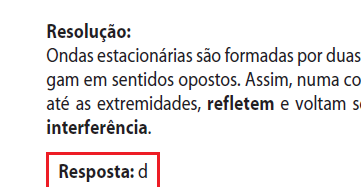 Resolução:
Ondas estacionárias são formadas por duas
gam em sentidos opostos. Assim, numa co
até as extremidades, refletem e voltam s
interferência.
Resposta: d